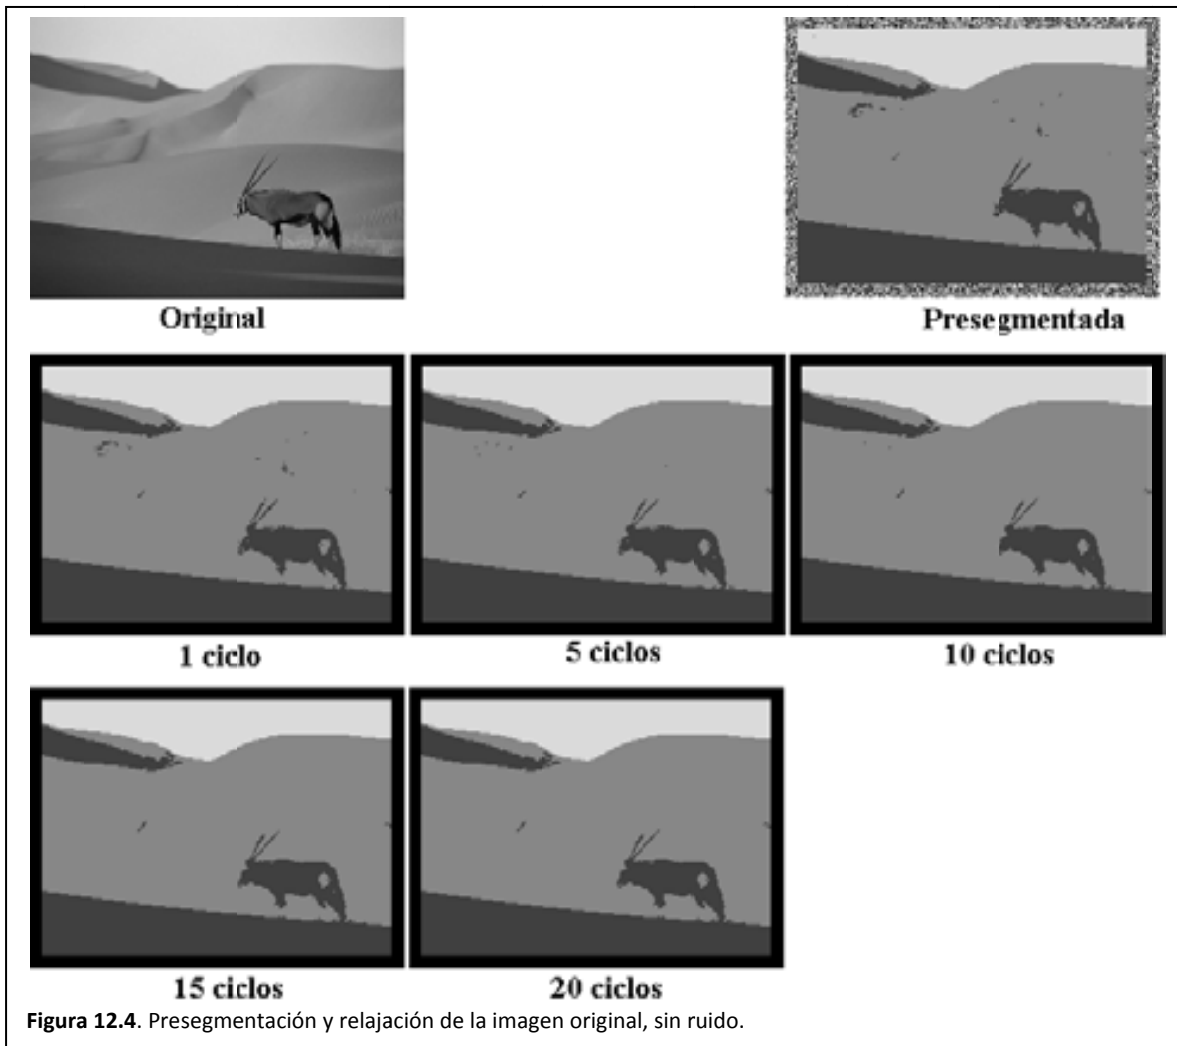 Original
Presegmentada
1 ciclo
5 ciclos
10 ciclos
15 ciclos
20 ciclos
Figura 12.4. Presegmentación y relajación de la imagen original, sin ruido.